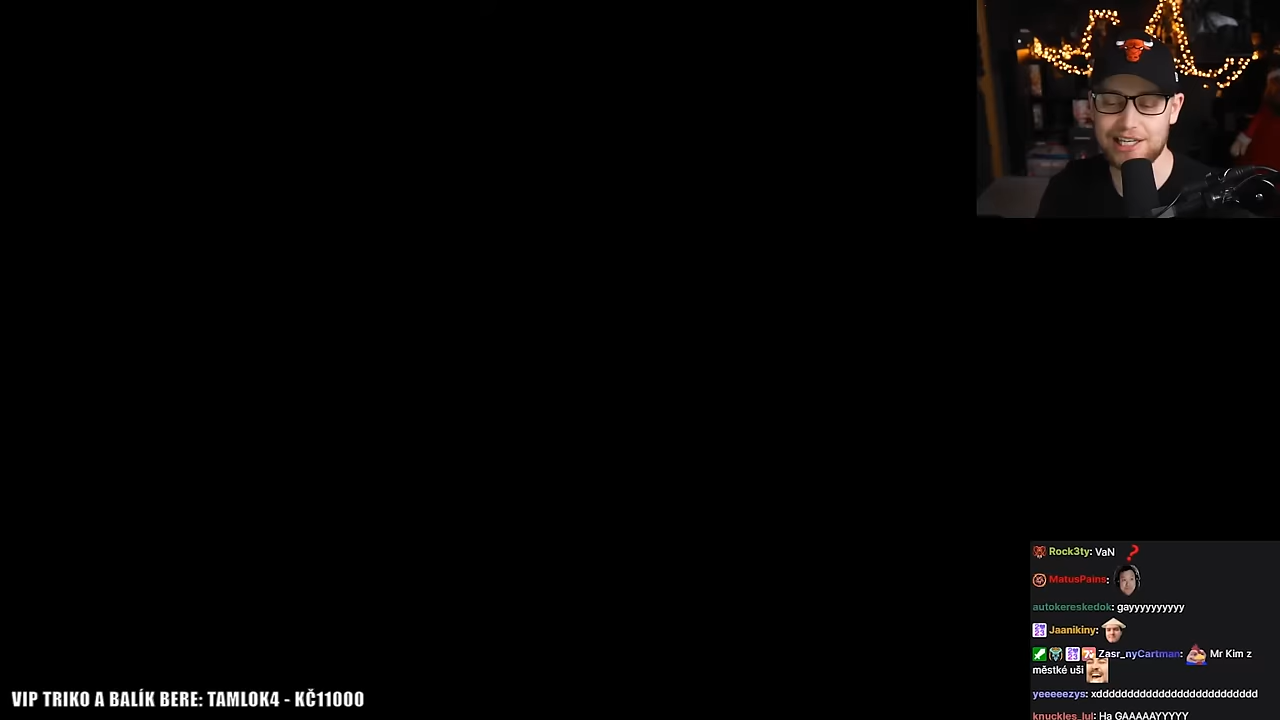 Rock3ty: VaN
MatusPains:
autokereskedok: gayyyyyyyyyy
Jaanikiny:
Zasr_nyCartman: Mr Kim z
městké uši
yeeeeezys: xdddddddddddddddddddddddddd
knuckles_lul: Ha GAAAAAYYYYY
VIP TRIKO A BALÍK BERE: TAMLOK4 - KČ11000